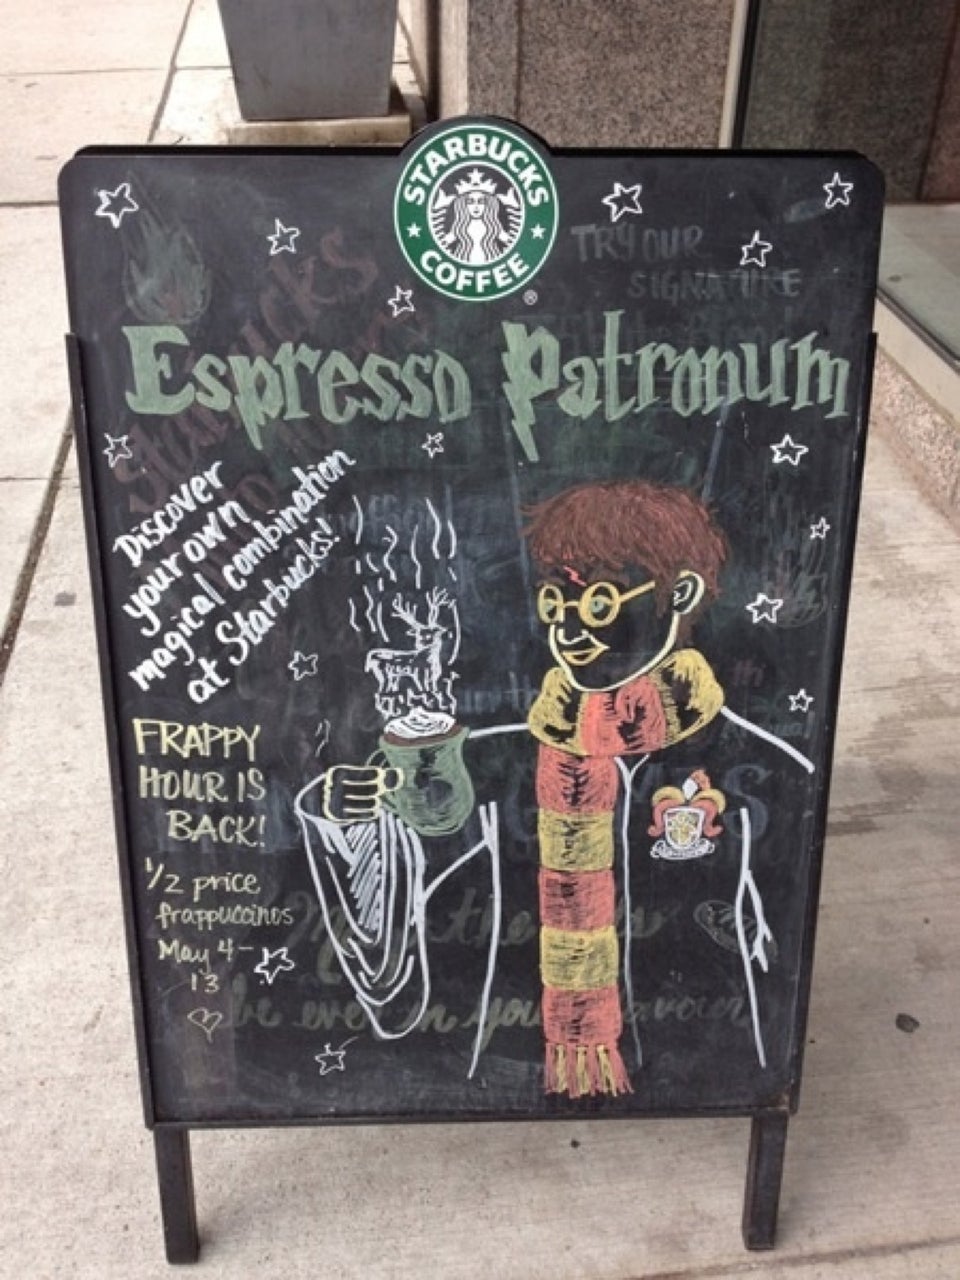 STARBUCKS
COFFEE
®
TRY OUR
SIGNATURE
Espresso Patronum
Discover
your own
magical combination
at Starbucks!
FRAPPY
HOUR IS
BACK!
1/2 price
frappuccinos
May 4-
13